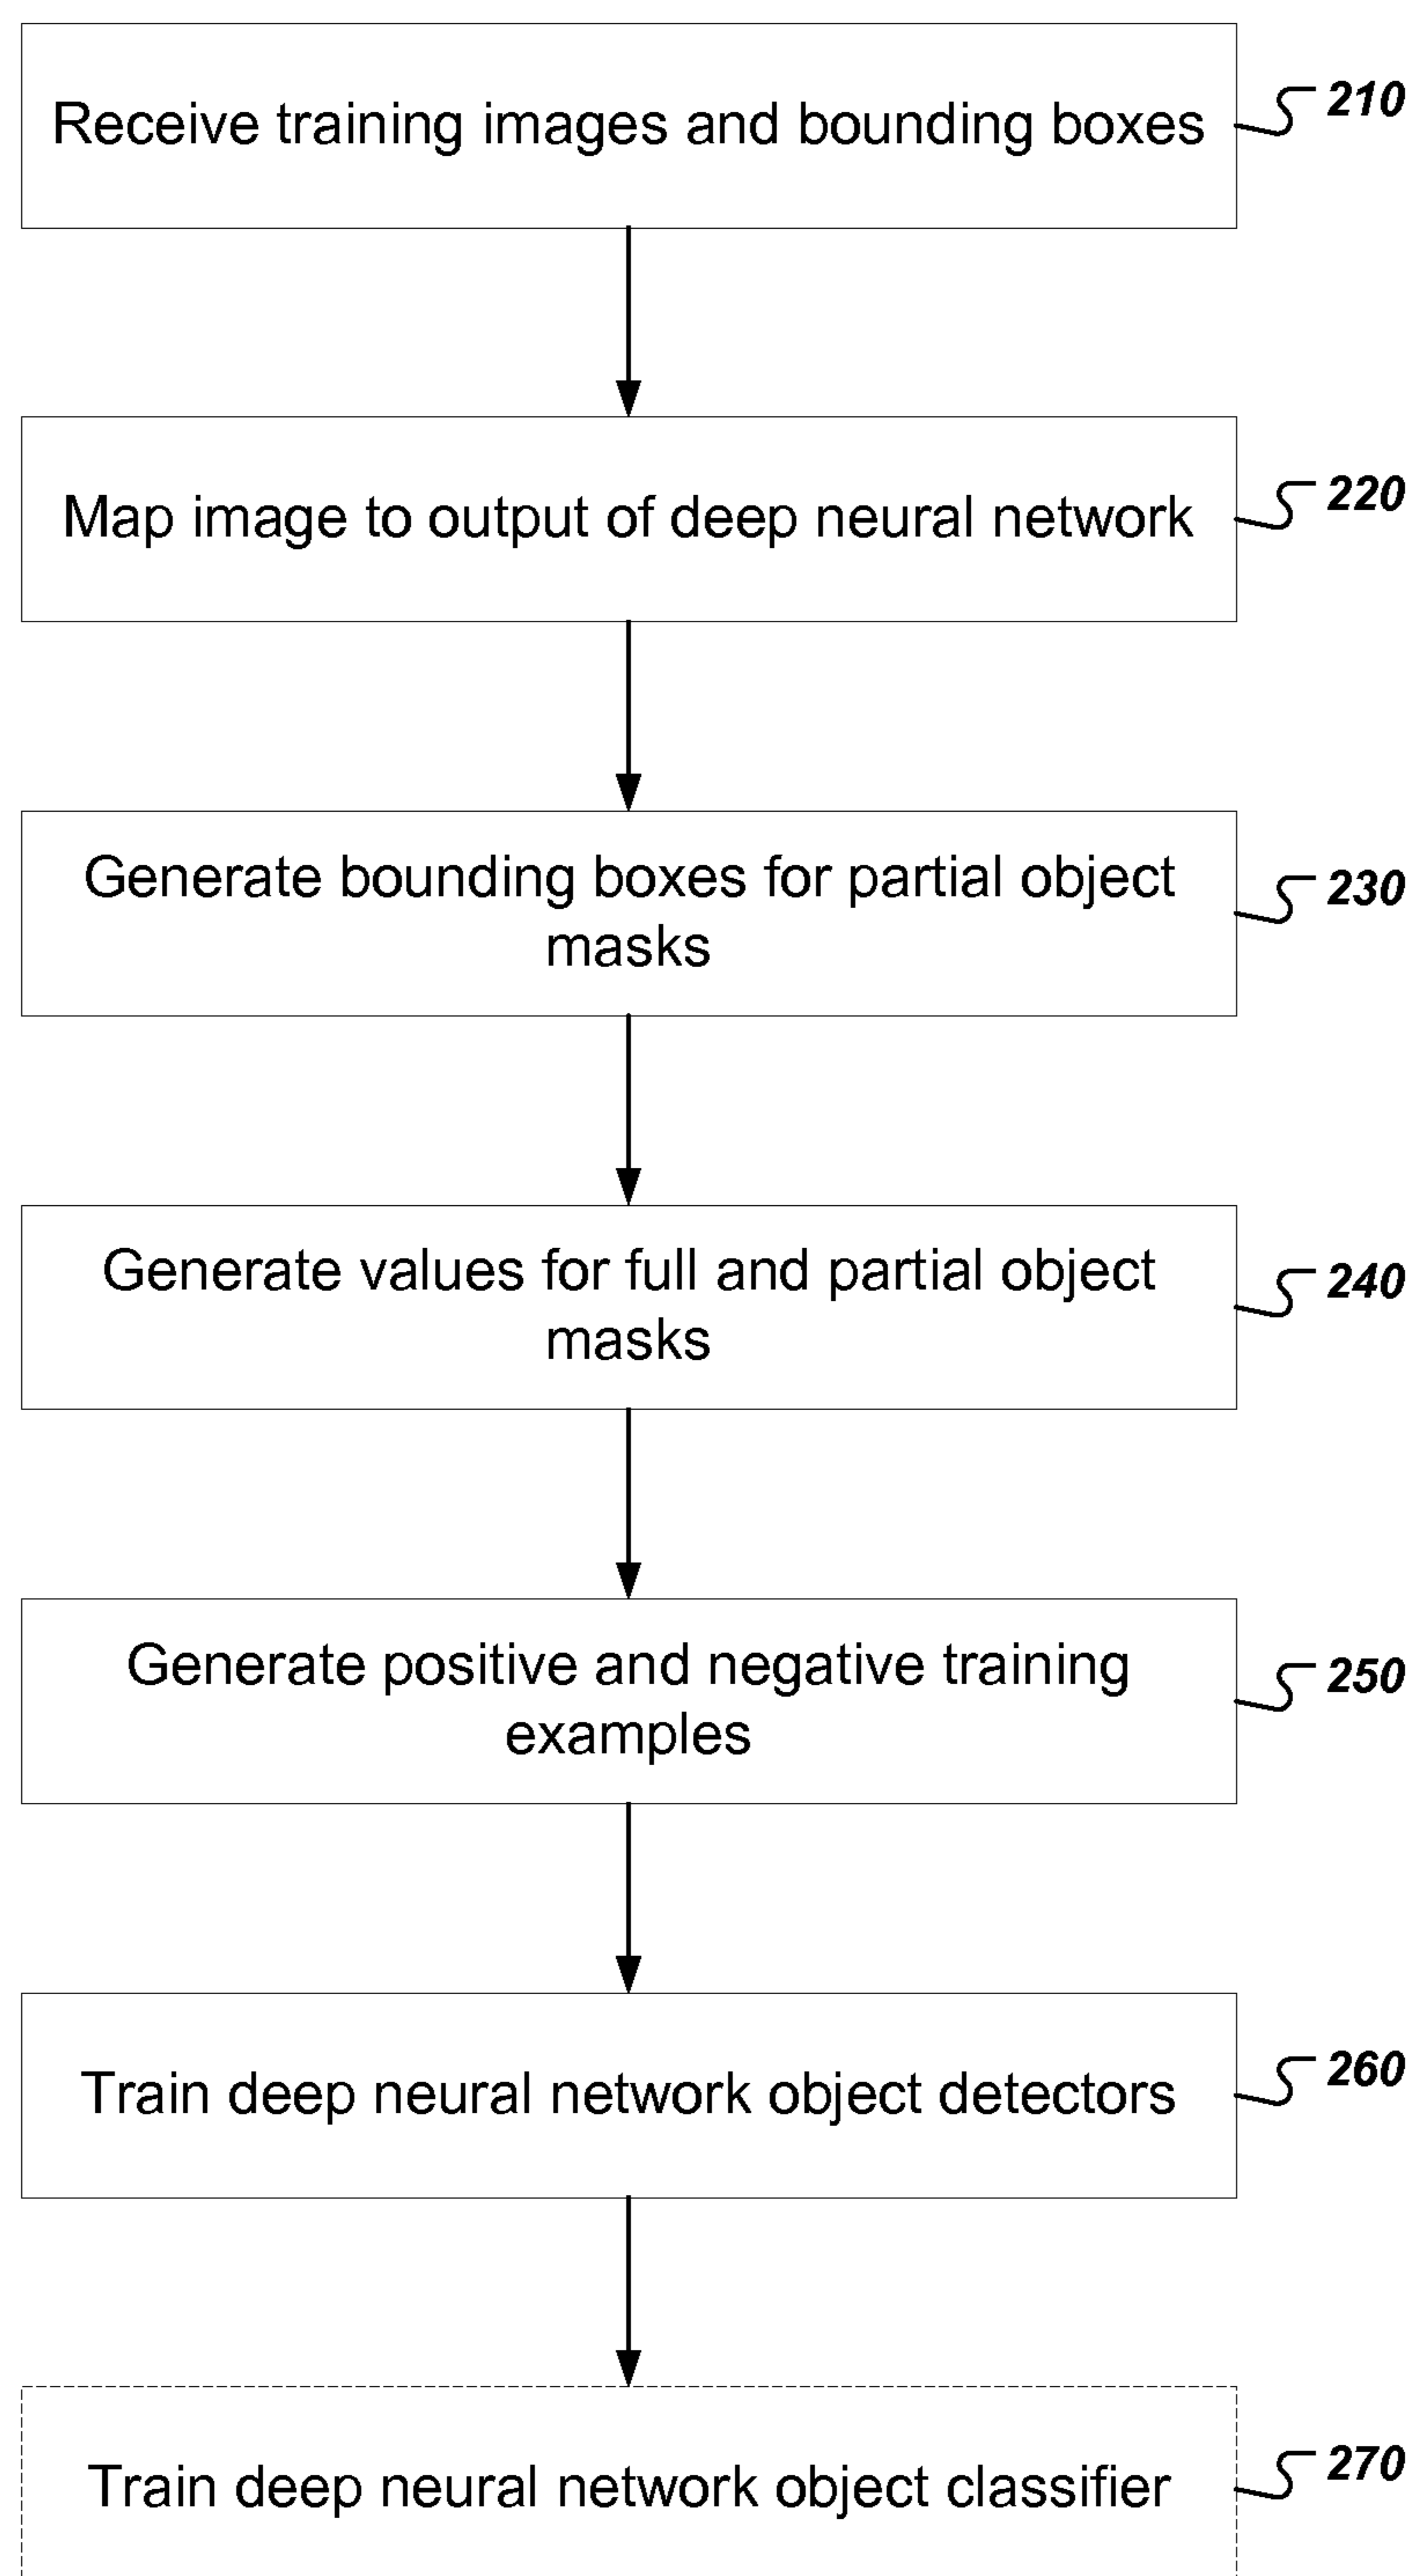 Receive training images and bounding boxes
210
Map image to output of deep neural network
220
Generate bounding boxes for partial object
masks
230
Generate values for full and partial object
masks
240
Generate positive and negative training
examples
250
Train deep neural network object detectors
260
Train deep neural network object classifier
270